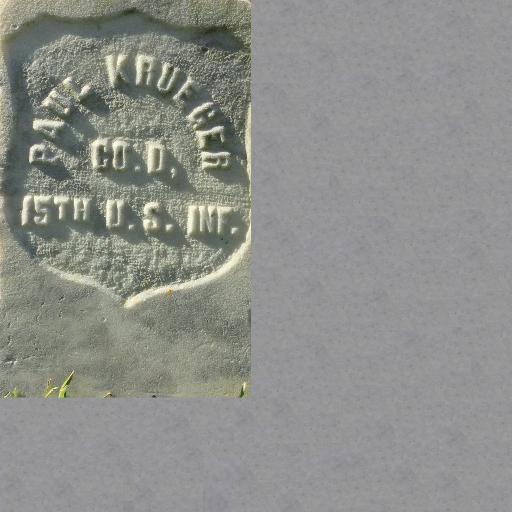 PAUL KRUEGER
CO. D,
15TH U. S. INF.